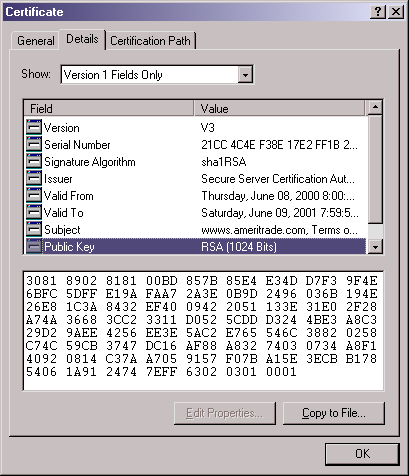 Certificate
General Details Certification Path
Show: Version 1 Fields Only
Field Value
Version V3
Serial Number 21CC 4C4E F38E 17E2 FF1B 2...
Signature Algorithm sha1RSA
Issuer Secure Server Certification Aut...
Valid From Thursday, June 08, 2000 8:00:...
Valid To Saturday, June 09, 2001 7:59:5...
Subject wwws.ameritrade.com, Terms o...
Public Key RSA (1024 Bits)
3081 8902 8181 00BD 857B 85E4 E34D D7F3 9F4E
6BFC 5DFF E19A FAA7 2A3E 0B9D 2496 036B 194E
26E8 1C3A 8432 EF40 0942 2051 133E 31E0 2F28
A74A 3668 3CC2 3311 D052 5CDD D324 4BE3 A8C3
29D2 9AEE 4256 EE3E 5AC2 E765 546C 3882 0258
C74C 59CB 3747 DC16 AF88 A832 7403 0734 A8F1
4092 0814 C37A A705 9157 F07B A15E 3ECB B178
5406 1A91 2474 7EFF 6302 0301 0001
Edit Properties... Copy to File...
OK